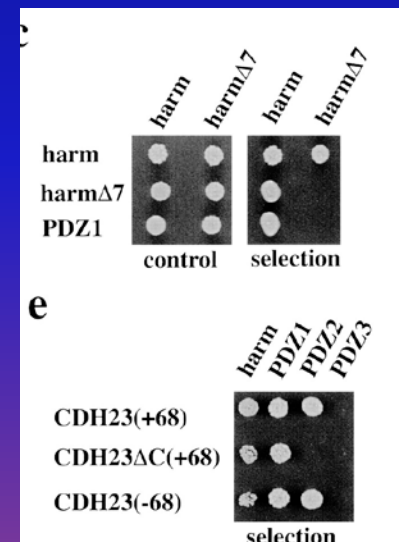 c
harm harmΔ7 harm harmΔ7
harm
harmΔ7
PDZ1
control selection
e
harm PDZ1 PDZ2 PDZ3
CDH23(+68)
CDH23ΔC(+68)
CDH23(-68)
selection